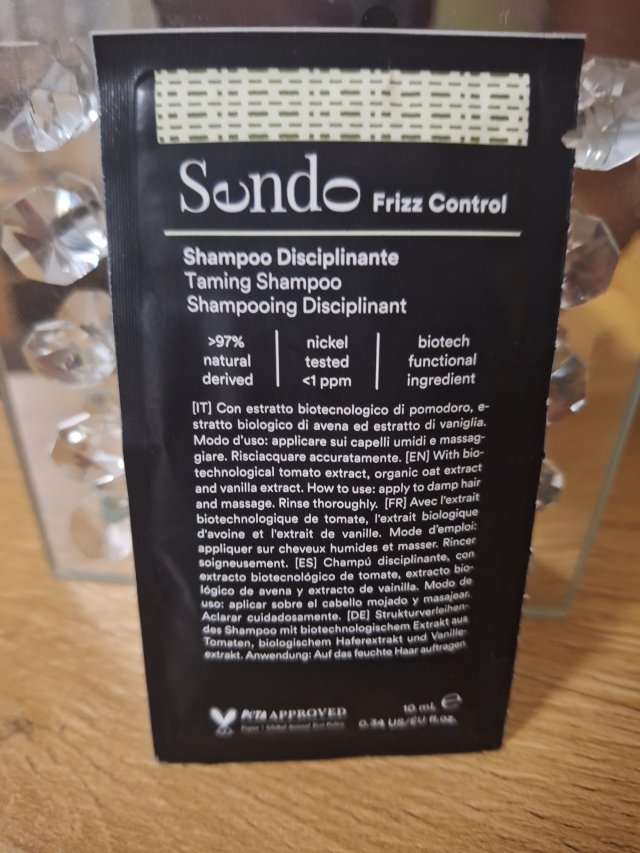 Sendo Frizz Control
Shampoo Disciplinante
Taming Shampoo
Shampooing Disciplinant
>97% natural derived
nickel tested <1 ppm
biotech functional ingredient
[IT] Con estratto biotecnologico di pomodoro, e-
stratto biologico di avena ed estratto di vaniglia.
Modo d'uso: applicare sui capelli umidi e massag-
giare. Risciacquare accuratamente. [EN] With bio-
technological tomato extract, organic oat extract
and vanilla extract. How to use: apply to damp hair
and massage. Rinse thoroughly. [FR] Avec l'extrait
biotechnologique de tomate, l'extrait biologique
d'avoine et l'extrait de vanille. Mode d'emploi:
appliquer sur cheveux humides et masser. Rincer
soigneusement. [ES] Champú disciplinante, con
extracto biotecnológico de tomate, extracto bio-
lógico de avena y extracto de vainilla. Modo de
uso: aplicar sobre el cabello mojado y masajear.
Aclarar cuidadosamente. [DE] Strukturverleihen-
des Shampoo mit biotechnologischem Extrakt aus
Tomaten, biologischem Haferextrakt und Vanille-
extrakt. Anwendung: Auf das feuchte Haar auftragen
PETA APPROVED
Vegan | Global Animal Test Policy
10 mL e
0.34 US/EU fl.oz.